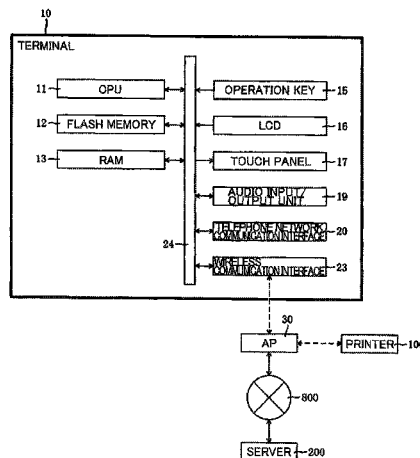 10
TERMINAL
11 CPU
OPERATION KEY 15
12 FLASH MEMORY
LCD 16
13 RAM
TOUCH PANEL 17
AUDIO INPUT/
OUTPUT UNIT 19
TELEPHONE NETWORK
COMMUNICATION INTERFACE 20
24
WIRELESS
COMMUNICATION INTERFACE 23
30
AP
PRINTER 100
800
SERVER 200